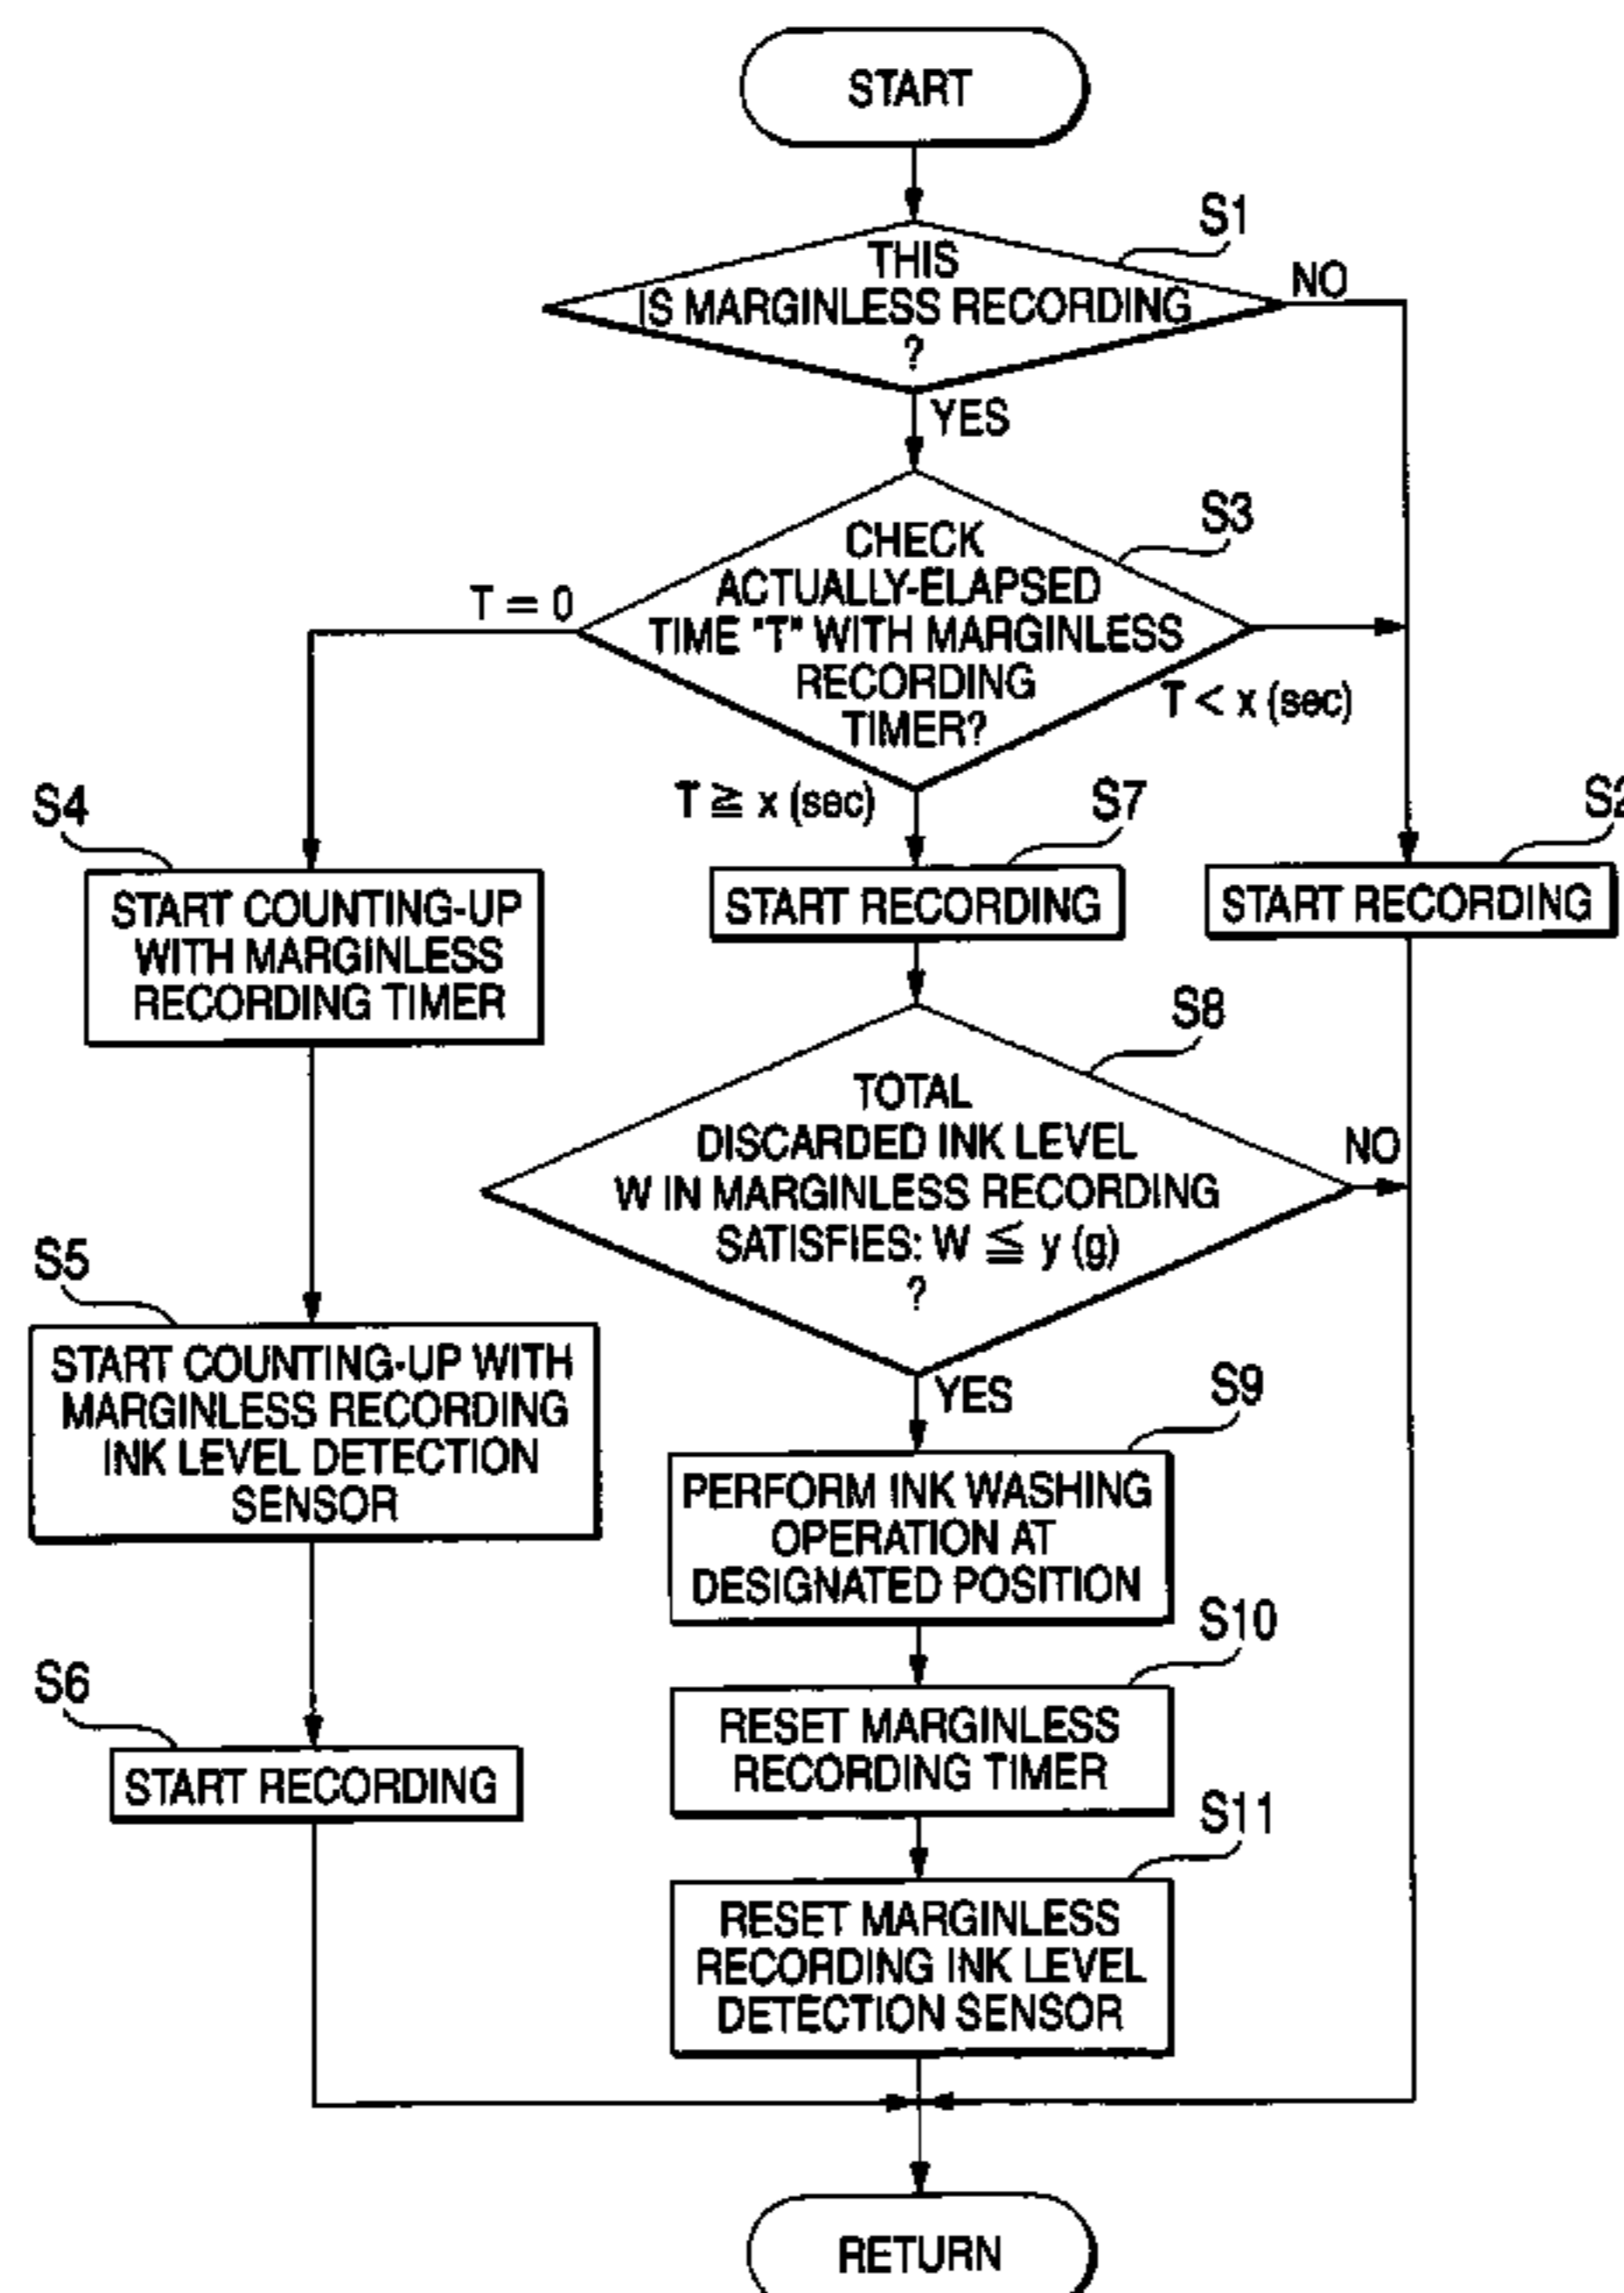 START
S1
THIS
IS MARGINLESS RECORDING
?
NO
YES
S3
CHECK
ACTUALLY-ELAPSED
TIME "T" WITH MARGINLESS
RECORDING
TIMER?
T = 0
T < x (sec)
T ≧ x (sec)
S4
START COUNTING-UP
WITH MARGINLESS
RECORDING TIMER
S7
START RECORDING
S2
START RECORDING
S8
TOTAL
DISCARDED INK LEVEL
W IN MARGINLESS RECORDING
SATISFIES: W ≦ y (g)
?
NO
YES
S5
START COUNTING-UP WITH
MARGINLESS RECORDING
INK LEVEL DETECTION
SENSOR
S9
PERFORM INK WASHING
OPERATION AT
DESIGNATED POSITION
S6
START RECORDING
S10
RESET MARGINLESS
RECORDING TIMER
S11
RESET MARGINLESS
RECORDING INK LEVEL
DETECTION SENSOR
RETURN